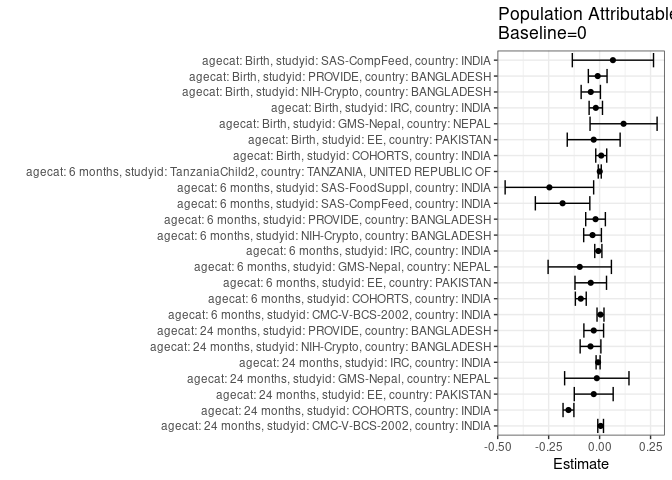 Population Attributable
Baseline=0
agecat: Birth, studyid: SAS-CompFeed, country: INDIA
agecat: Birth, studyid: PROVIDE, country: BANGLADESH
agecat: Birth, studyid: NIH-Crypto, country: BANGLADESH
agecat: Birth, studyid: IRC, country: INDIA
agecat: Birth, studyid: GMS-Nepal, country: NEPAL
agecat: Birth, studyid: EE, country: PAKISTAN
agecat: Birth, studyid: COHORTS, country: INDIA
agecat: 6 months, studyid: TanzaniaChild2, country: TANZANIA, UNITED REPUBLIC OF
agecat: 6 months, studyid: SAS-FoodSuppl, country: INDIA
agecat: 6 months, studyid: SAS-CompFeed, country: INDIA
agecat: 6 months, studyid: PROVIDE, country: BANGLADESH
agecat: 6 months, studyid: NIH-Crypto, country: BANGLADESH
agecat: 6 months, studyid: IRC, country: INDIA
agecat: 6 months, studyid: GMS-Nepal, country: NEPAL
agecat: 6 months, studyid: EE, country: PAKISTAN
agecat: 6 months, studyid: COHORTS, country: INDIA
agecat: 6 months, studyid: CMC-V-BCS-2002, country: INDIA
agecat: 24 months, studyid: PROVIDE, country: BANGLADESH
agecat: 24 months, studyid: NIH-Crypto, country: BANGLADESH
agecat: 24 months, studyid: IRC, country: INDIA
agecat: 24 months, studyid: GMS-Nepal, country: NEPAL
agecat: 24 months, studyid: EE, country: PAKISTAN
agecat: 24 months, studyid: COHORTS, country: INDIA
agecat: 24 months, studyid: CMC-V-BCS-2002, country: INDIA
-0.50 -0.25 0.00 0.25
Estimate